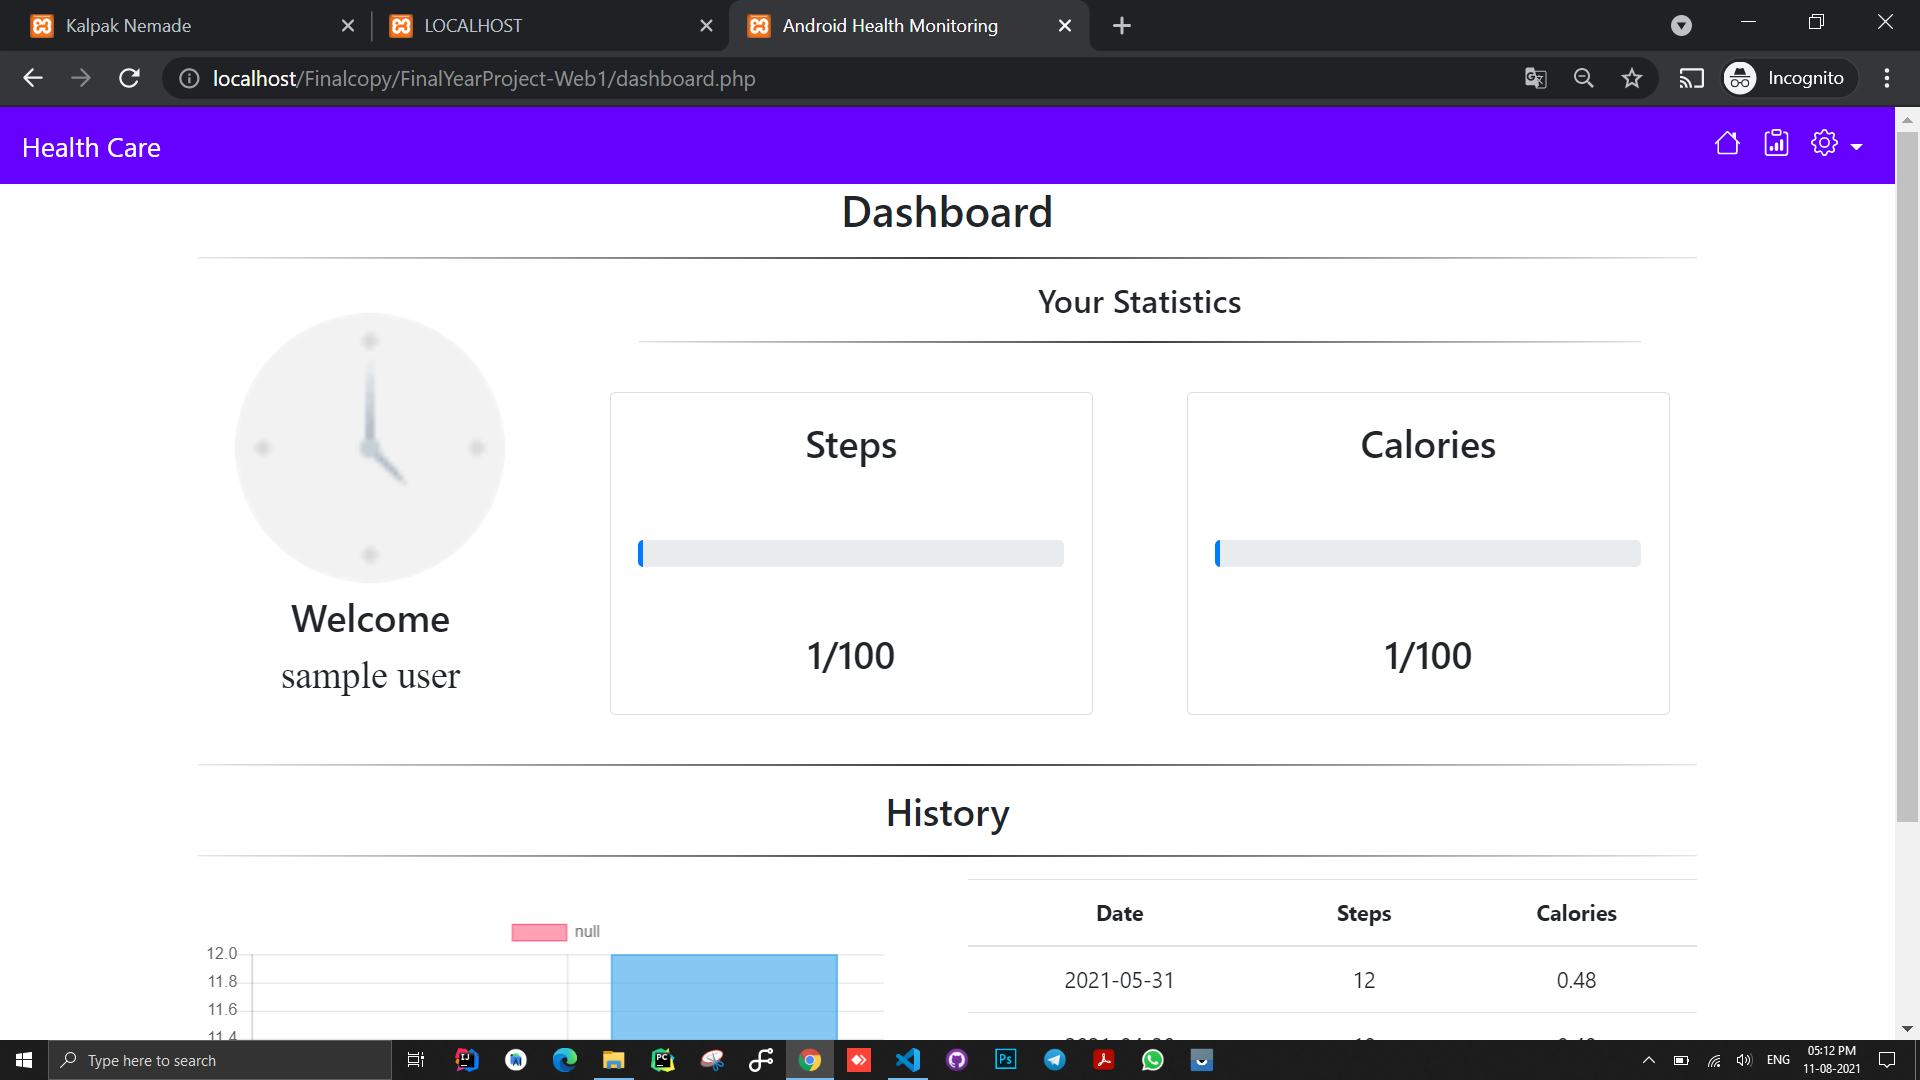 Kalpak Nemade
LOCALHOST
Android Health Monitoring
localhost/Finalcopy/FinalYearProject-Web1/dashboard.php
Incognito
Health Care
Dashboard
Your Statistics
Steps
Calories
1/100
1/100
Welcome
sample user
History
null
12.0
11.8
11.6
11.4
Date Steps Calories
2021-05-31 12 0.48
Type here to search
ENG
05:12 PM
11-08-2021